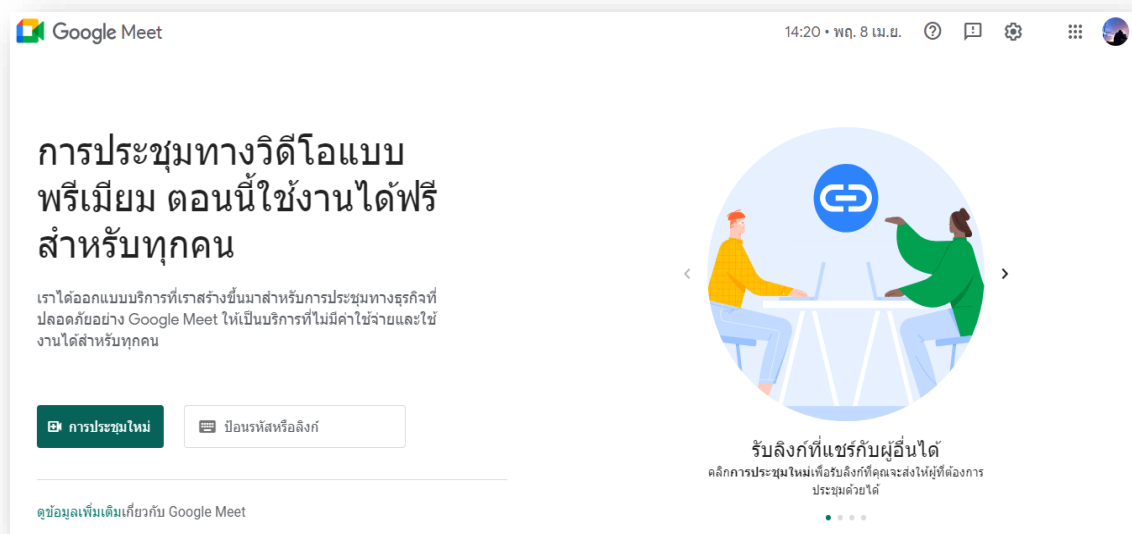 Google Meet
14:20 • พฤ. 8 เม.ย.
การประชุมทางวิดีโอแบบ
พรีเมียม ตอนนี้ใช้งานได้ฟรี
สำหรับทุกคน
เราได้ออกแบบบริการที่เราสร้างขึ้นมาสำหรับการประชุมทางธุรกิจที่
ปลอดภัยอย่าง Google Meet ให้เป็นบริการที่ไม่มีค่าใช้จ่ายและใช้
งานได้สำหรับทุกคน
การประชุมใหม่
ป้อนรหัสหรือลิงก์
ดูข้อมูลเพิ่มเติมเกี่ยวกับ Google Meet
รับลิงก์ที่แชร์กับผู้อื่นได้
คลิกการประชุมใหม่เพื่อรับลิงก์ที่คุณจะส่งให้ผู้ที่ต้องการ
ประชุมด้วยได้